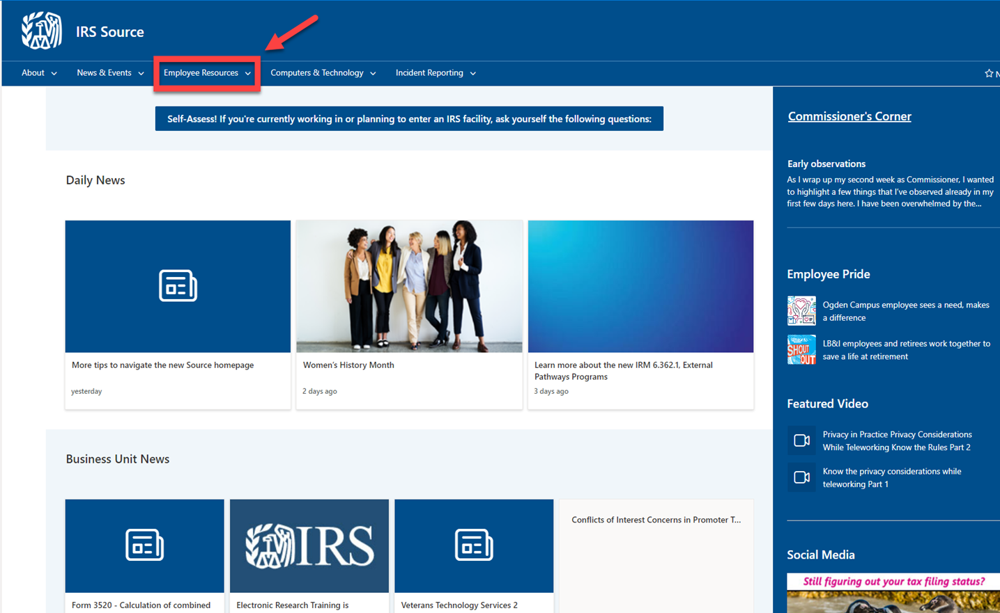 IRS Source
About
News & Events
Employee Resources
Computers & Technology
Incident Reporting
Self-Assess! If you're currently working in or planning to enter an IRS facility, ask yourself the following questions:
Daily News
More tips to navigate the new Source homepage
yesterday
Women's History Month
2 days ago
Learn more about the new IRM 6.362.1, External
Pathways Programs
3 days ago
Business Unit News
IRS
Form 3520 - Calculation of combined
Electronic Research Training is
Veterans Technology Services 2
Conflicts of Interest Concerns in Promoter T...
Commissioner's Corner
Early observations
As I wrap up my second week as Commissioner, I wanted
to highlight a few things that I've observed already in my
first few days here. I have been overwhelmed by the...
Employee Pride
Ogden Campus employee sees a need, makes
a difference
SHOUT
OUT
LB&I employees and retirees work together to
save a life at retirement
Featured Video
Privacy in Practice Privacy Considerations
While Teleworking Know the Rules Part 2
Know the privacy considerations while
teleworking Part 1
Social Media
Still figuring out your tax filing status?